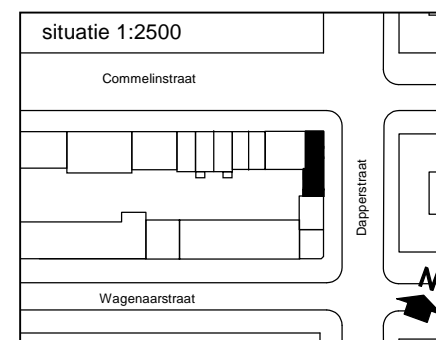 situatie 1:2500
Commelinstraat
Dapperstraat
Wagenaarstraat
N